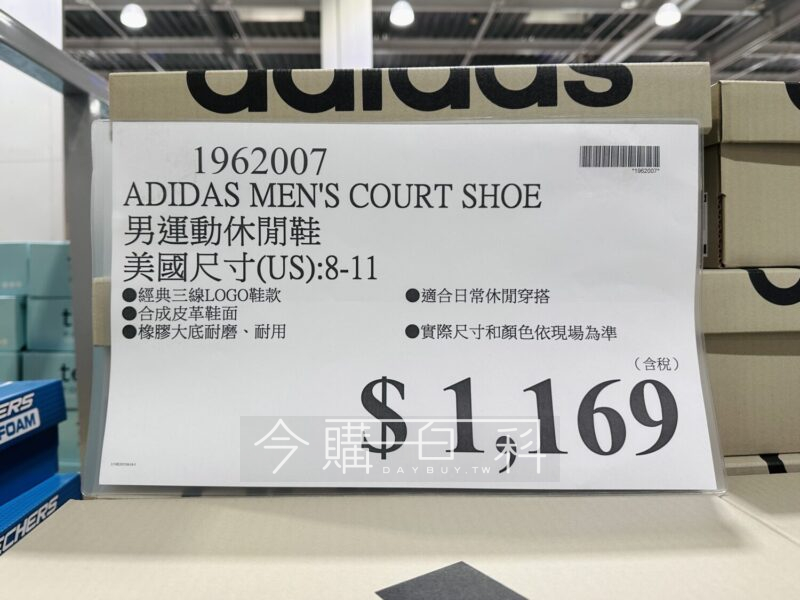 adidas
1962007
*1962007*
ADIDAS MEN'S COURT SHOE
男運動休閒鞋
美國尺寸(US):8-11
●經典三線LOGO鞋款
●適合日常休閒穿搭
●合成皮革鞋面
●橡膠大底耐磨、耐用
●實際尺寸和顏色依現場為準
(含稅)
$ 1,169
今購百科
DAYBUY.TW